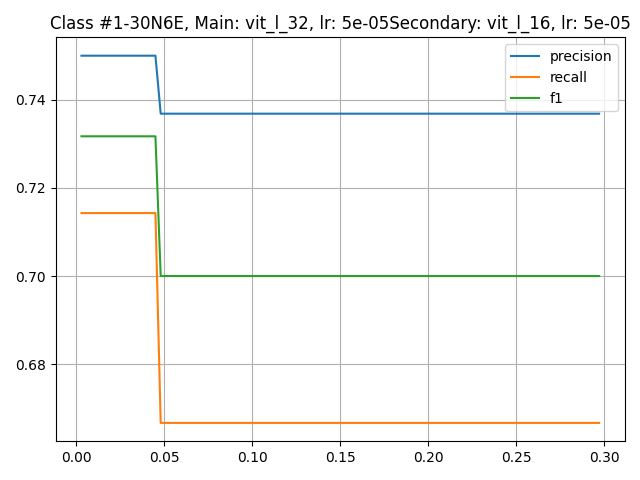 Class #1-30N6E, Main: vit_l_32, lr: 5e-05Secondary: vit_l_16, lr: 5e-05
precision
recall
f1
0.74
0.72
0.70
0.68
0.00 0.05 0.10 0.15 0.20 0.25 0.30